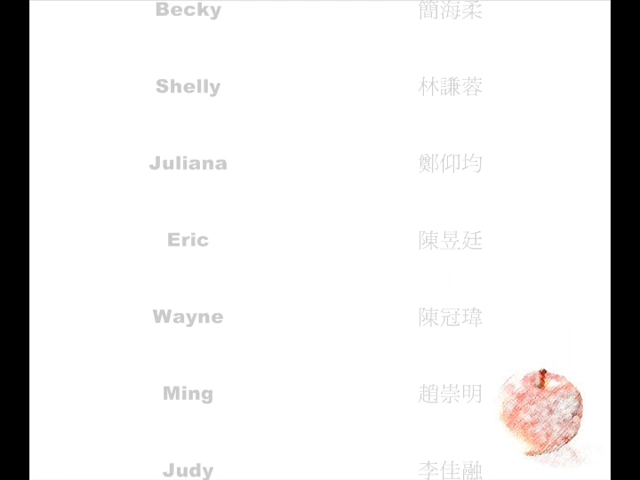 Becky 簡海柔
Shelly 林謙蓉
Juliana 鄭仰均
Eric 陳昱廷
Wayne 陳冠瑋
Ming 趙崇明
Judy 李佳融